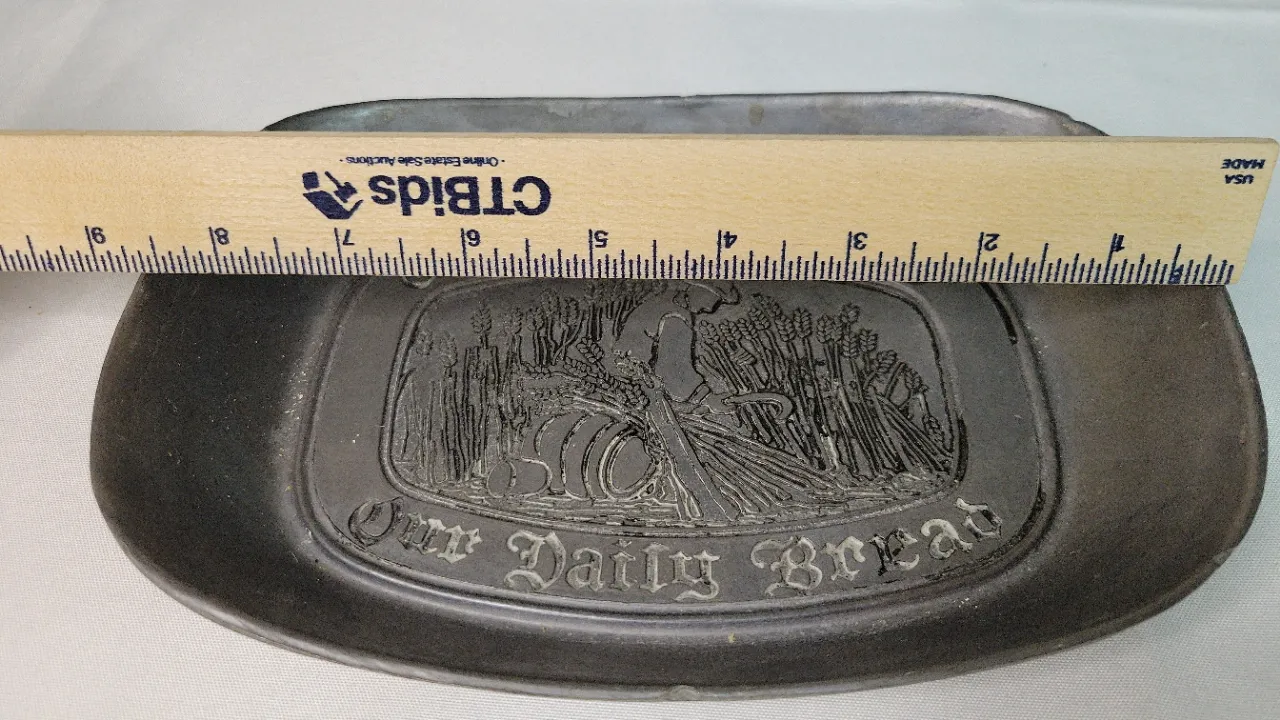 MADE
USA
CTBids
· Online Estate Sale Auctions ·
1 2 3 4 5 6 7 8 9
Our Daily Bread